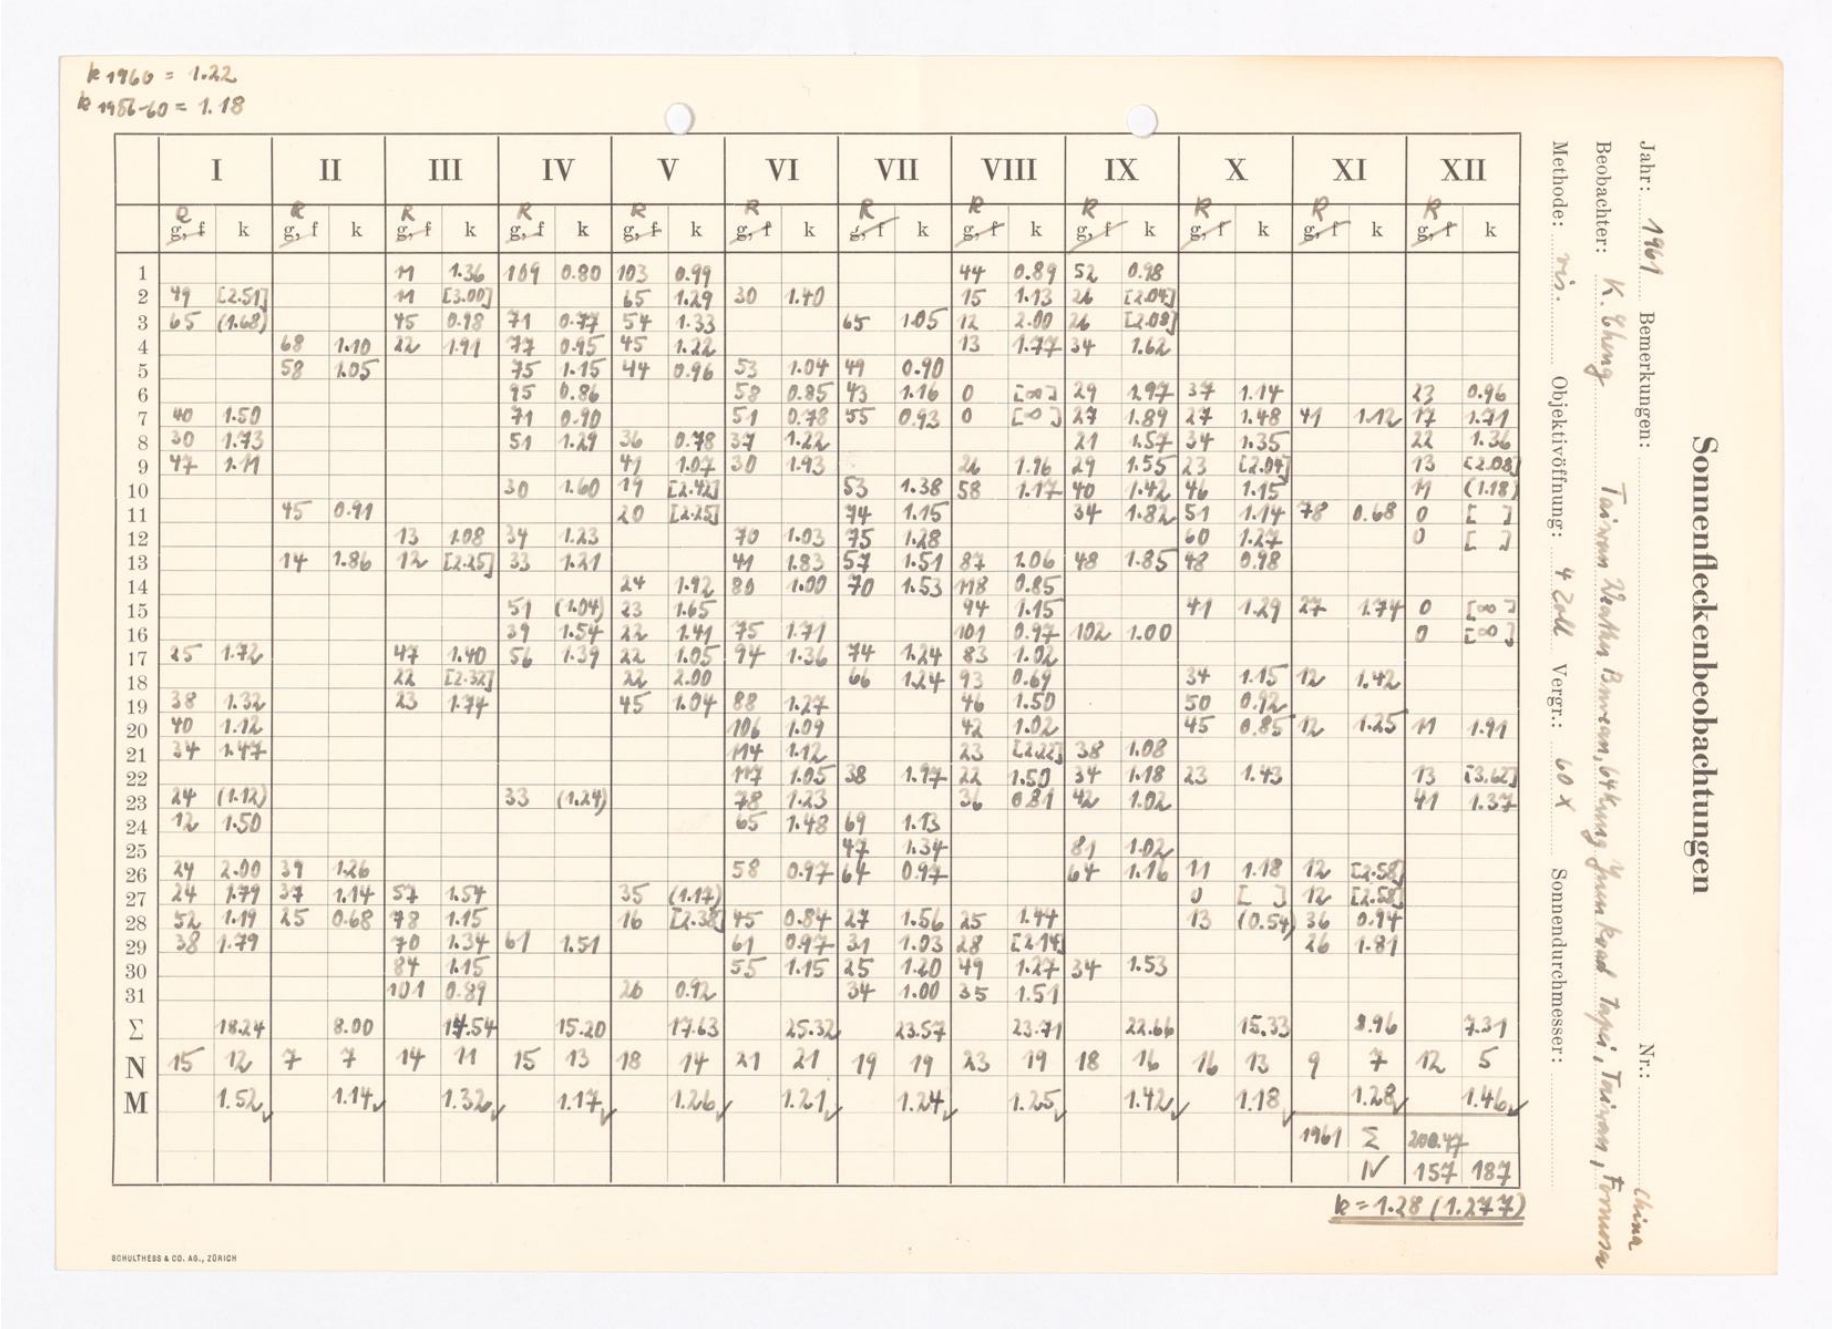 k 1960 = 1.22
k 1956-60 = 1.18
I II III IV V VI VII VIII IX X XI XII
R R R R R R R R R R R R
g, f k g, f k g, f k g, f k g, f k g, f k g, f k g, f k g, f k g, f k g, f k g, f k
1 11 1.36 109 0.80 103 0.99 44 0.89 52 0.98
2 49 [2.51] 11 [3.00] 65 1.29 30 1.40 15 1.13 26 [2.04]
3 65 (1.68) 45 0.98 71 0.77 54 1.33 65 1.05 12 2.00 26 [2.08]
4 68 1.10 22 1.91 77 0.95 45 1.22 13 1.77 34 1.62
5 58 1.05 75 1.15 44 0.96 53 1.04 49 0.90
6 95 0.86 58 0.85 43 1.16 0 [∞] 29 1.97 37 1.14 23 0.96
7 40 1.50 71 0.90 51 0.78 55 0.93 0 [∞] 27 1.89 27 1.48 41 1.12 17 1.71
8 30 1.73 51 1.29 36 0.78 37 1.22 21 1.57 34 1.35 22 1.36
9 47 1.11 41 1.07 30 1.93 26 1.96 29 1.55 23 [2.04] 13 [2.08]
10 30 1.60 19 [2.42] 53 1.38 58 1.17 40 1.42 46 1.15 11 (1.18)
11 45 0.91 20 [2.25] 74 1.15 34 1.82 51 1.14 78 0.68 0 [ ]
12 13 1.08 34 1.23 70 1.03 75 1.28 60 1.27 0 [ ]
13 14 1.86 12 [2.25] 33 1.21 41 1.83 57 1.51 87 1.06 48 1.85 48 0.98
14 24 1.92 80 1.00 70 1.53 118 0.85
15 51 (1.04) 23 1.65 94 1.15 41 1.29 27 1.74 0 [∞]
16 39 1.54 22 1.41 75 1.71 101 0.97 102 1.00 0 [∞]
17 25 1.72 47 1.40 56 1.39 22 1.05 94 1.36 74 1.24 83 1.02
18 22 [2.32] 22 2.00 66 1.24 93 0.69 34 1.15 12 1.42
19 38 1.32 23 1.74 45 1.04 88 1.27 46 1.50 50 0.92
20 40 1.12 106 1.09 42 1.02 45 0.85 12 1.25 11 1.91
21 34 1.47 114 1.12 23 [2.22] 38 1.08
22 117 1.05 38 1.97 22 1.50 34 1.18 23 1.43 13 [3.62]
23 24 (1.12) 33 (1.24) 78 1.23 36 0.81 42 1.02 41 1.37
24 12 1.50 65 1.48 69 1.13
25 47 1.34 81 1.02
26 24 2.00 39 1.26 58 0.97 64 0.97 64 1.16 11 1.18 12 [2.58]
27 24 1.79 37 1.14 57 1.54 35 (1.17) 0 [ ] 12 [2.58]
28 52 1.19 25 0.68 78 1.15 16 [2.38] 45 0.84 27 1.56 25 1.44 13 (0.54) 36 0.94
29 38 1.79 70 1.34 61 1.51 61 0.97 31 1.03 28 [2.14] 26 1.81
30 84 1.15 55 1.15 25 1.20 49 1.27 34 1.53
31 101 0.89 26 0.92 34 1.00 35 1.51
Σ 18.24 8.00 14.54 15.20 17.63 25.32 23.57 23.71 22.66 15.33 8.96 7.31
N 15 12 7 7 14 11 15 13 18 14 21 21 19 19 23 19 18 16 16 13 9 7 12 5
M 1.52 1.14 1.32 1.17 1.26 1.21 1.24 1.25 1.42 1.18 1.28 1.46
1961 Σ 200.47
N 157 187
k = 1.28 (1.277)
SCHULTHESS & CO. AG., ZÜRICH
Sonnenfleckenbeobachtungen
Jahr: 1961 Bemerkungen: Nr.:
China
Beobachter: K. Cheng Taiwan Weather Bureau, 64 Kung Yuan Road Taipei, Taiwan, Formosa
Methode: vis. Objektivöffnung: 4 Zoll Vergr.: 60 X Sonnendurchmesser: